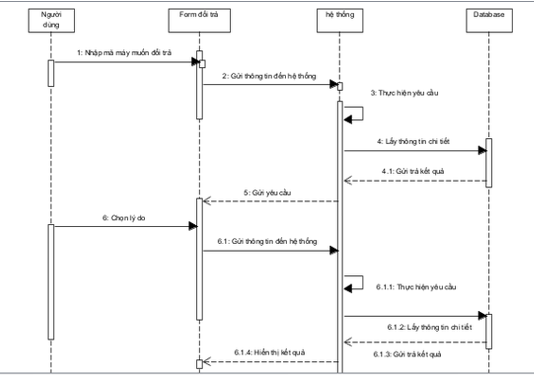 Người
dùng
Form đổi trả
hệ thống
Database
1: Nhập mã máy muốn đổi trả
2: Gửi thông tin đến hệ thống
3: Thực hiện yêu cầu
4: Lấy thông tin chi tiết
4.1: Gửi trả kết quả
5: Gửi yêu cầu
6: Chọn lý do
6.1: Gửi thông tin đến hệ thống
6.1.1: Thực hiện yêu cầu
6.1.2: Lấy thông tin chi tiết
6.1.3: Gửi trả kết quả
6.1.4: Hiển thị kết quả